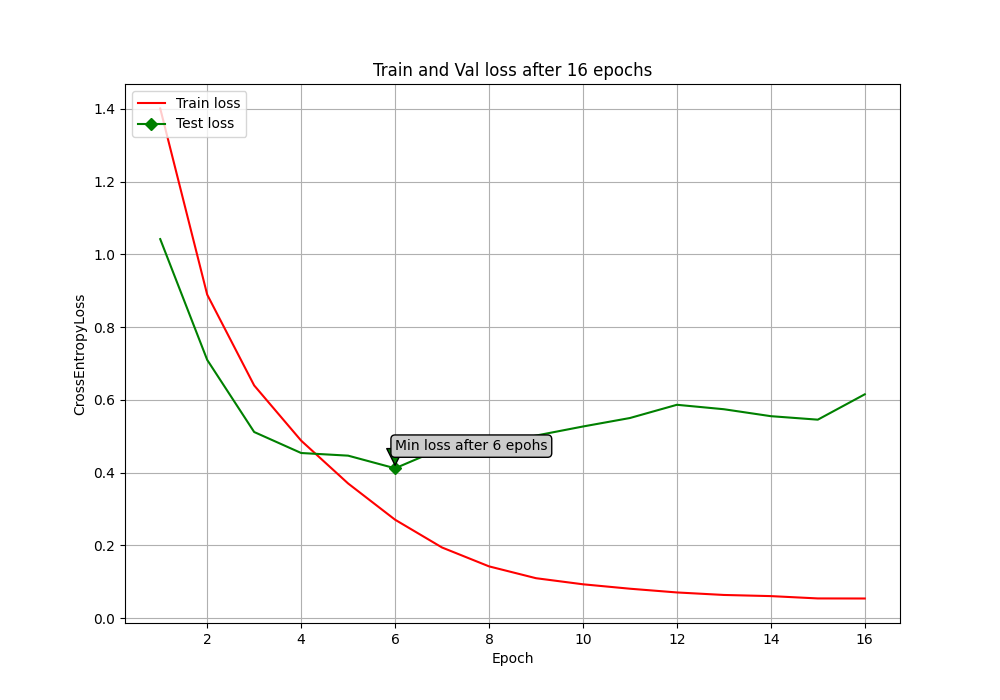 Train and Val loss after 16 epochs
Train loss
Test loss
Min loss after 6 epohs
CrossEntropyLoss
1.4
1.2
1.0
0.8
0.6
0.4
0.2
0.0
2 4 6 8 10 12 14 16
Epoch